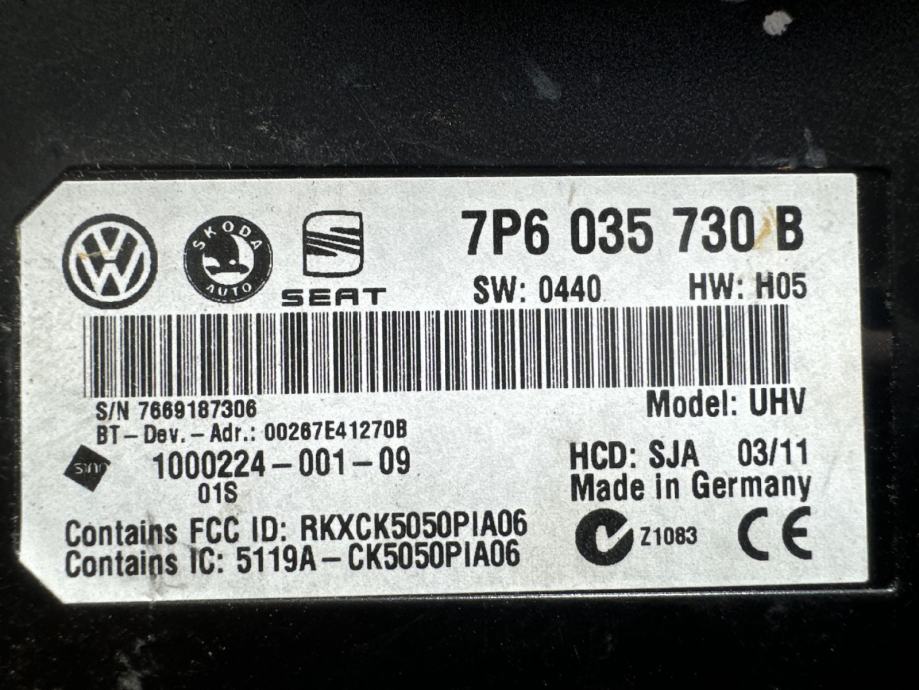 SKODA
AUTO
SEAT
7P6 035 730 B
SW: 0440 HW: H05
S/N 7669187306
Model: UHV
BT-Dev.-Adr.: 00267E41270B
1000224-001-09
HCD: SJA 03/11
01S
Made in Germany
Contains FCC ID: RKXCK5050PIA06
Z1083
Contains IC: 5119A-CK5050PIA06